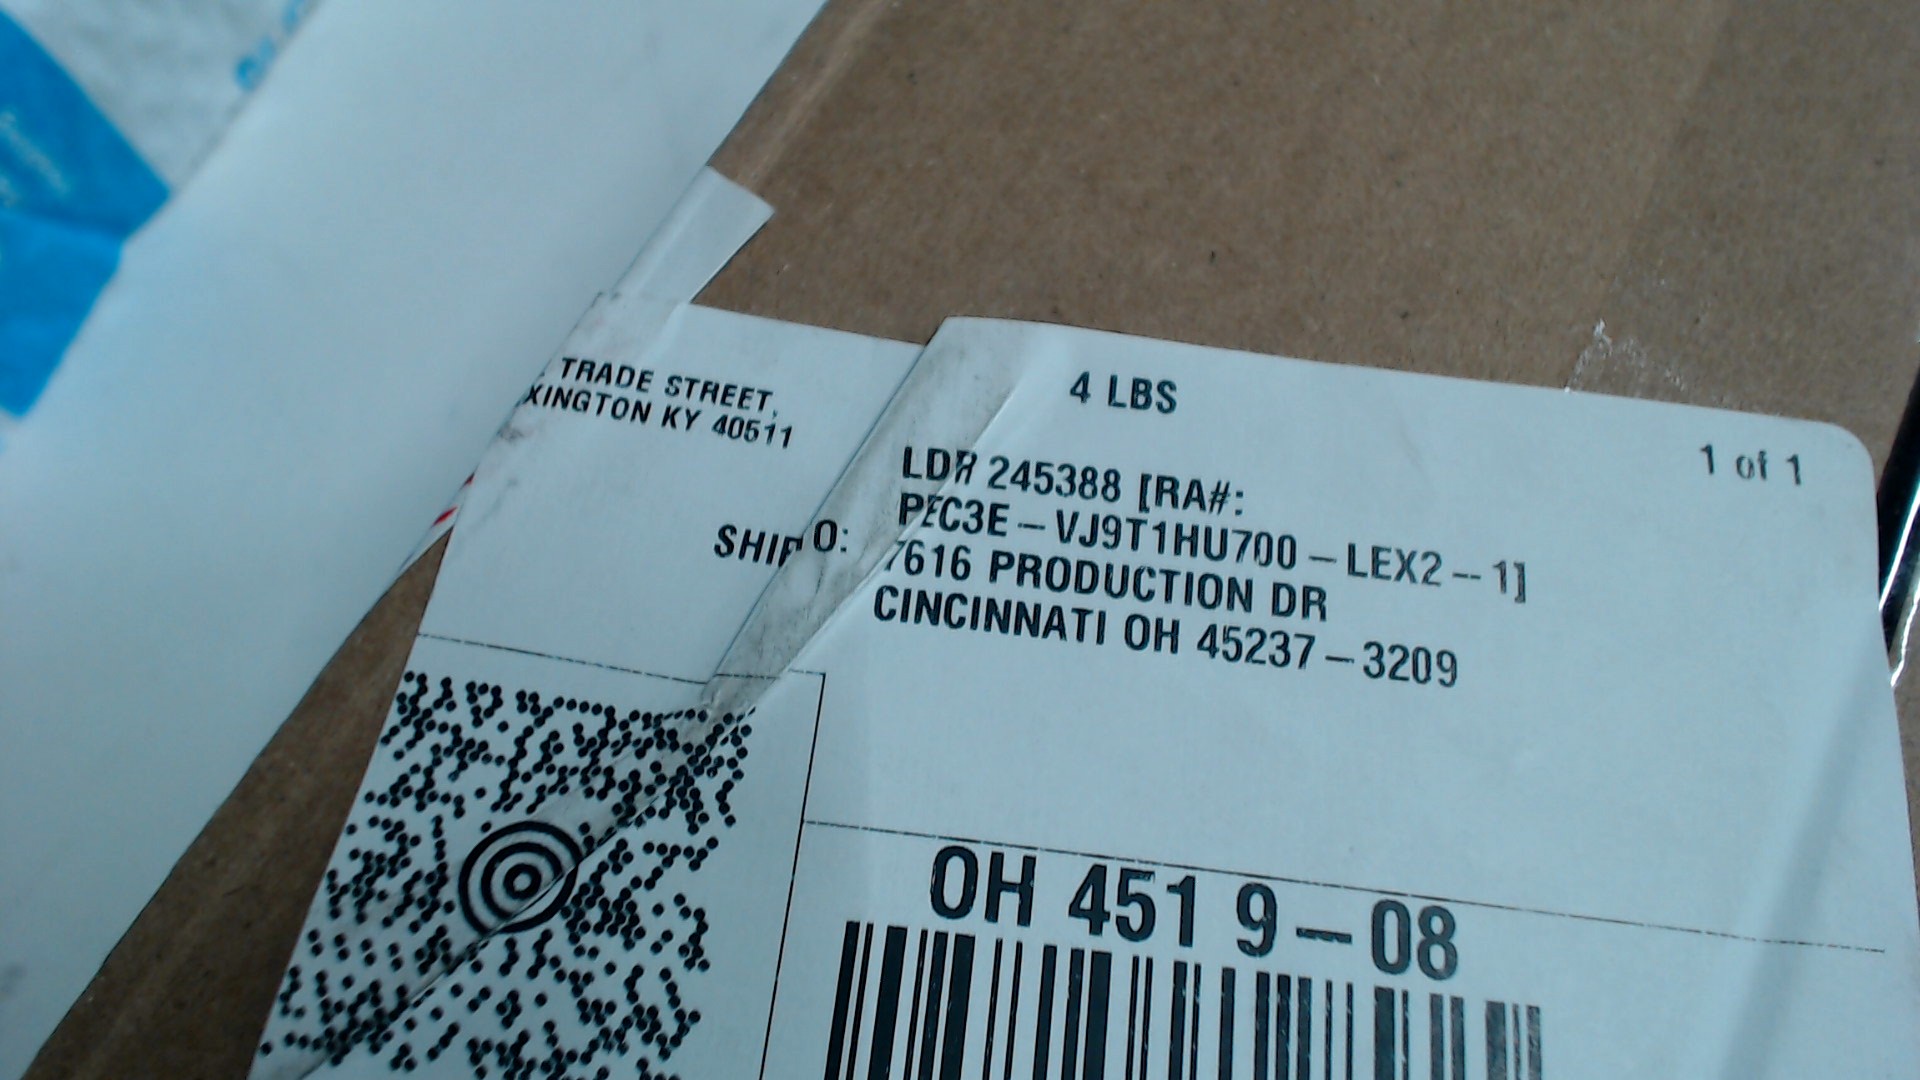 TRADE STREET,
XINGTON KY 40511
4 LBS
1 of 1
SHIP O:
LDR 245388 [RA#:
PEC3E – VJ9T1HU700 – LEX2 -- 1]
7616 PRODUCTION DR
CINCINNATI OH 45237 – 3209
OH 451 9 – 08